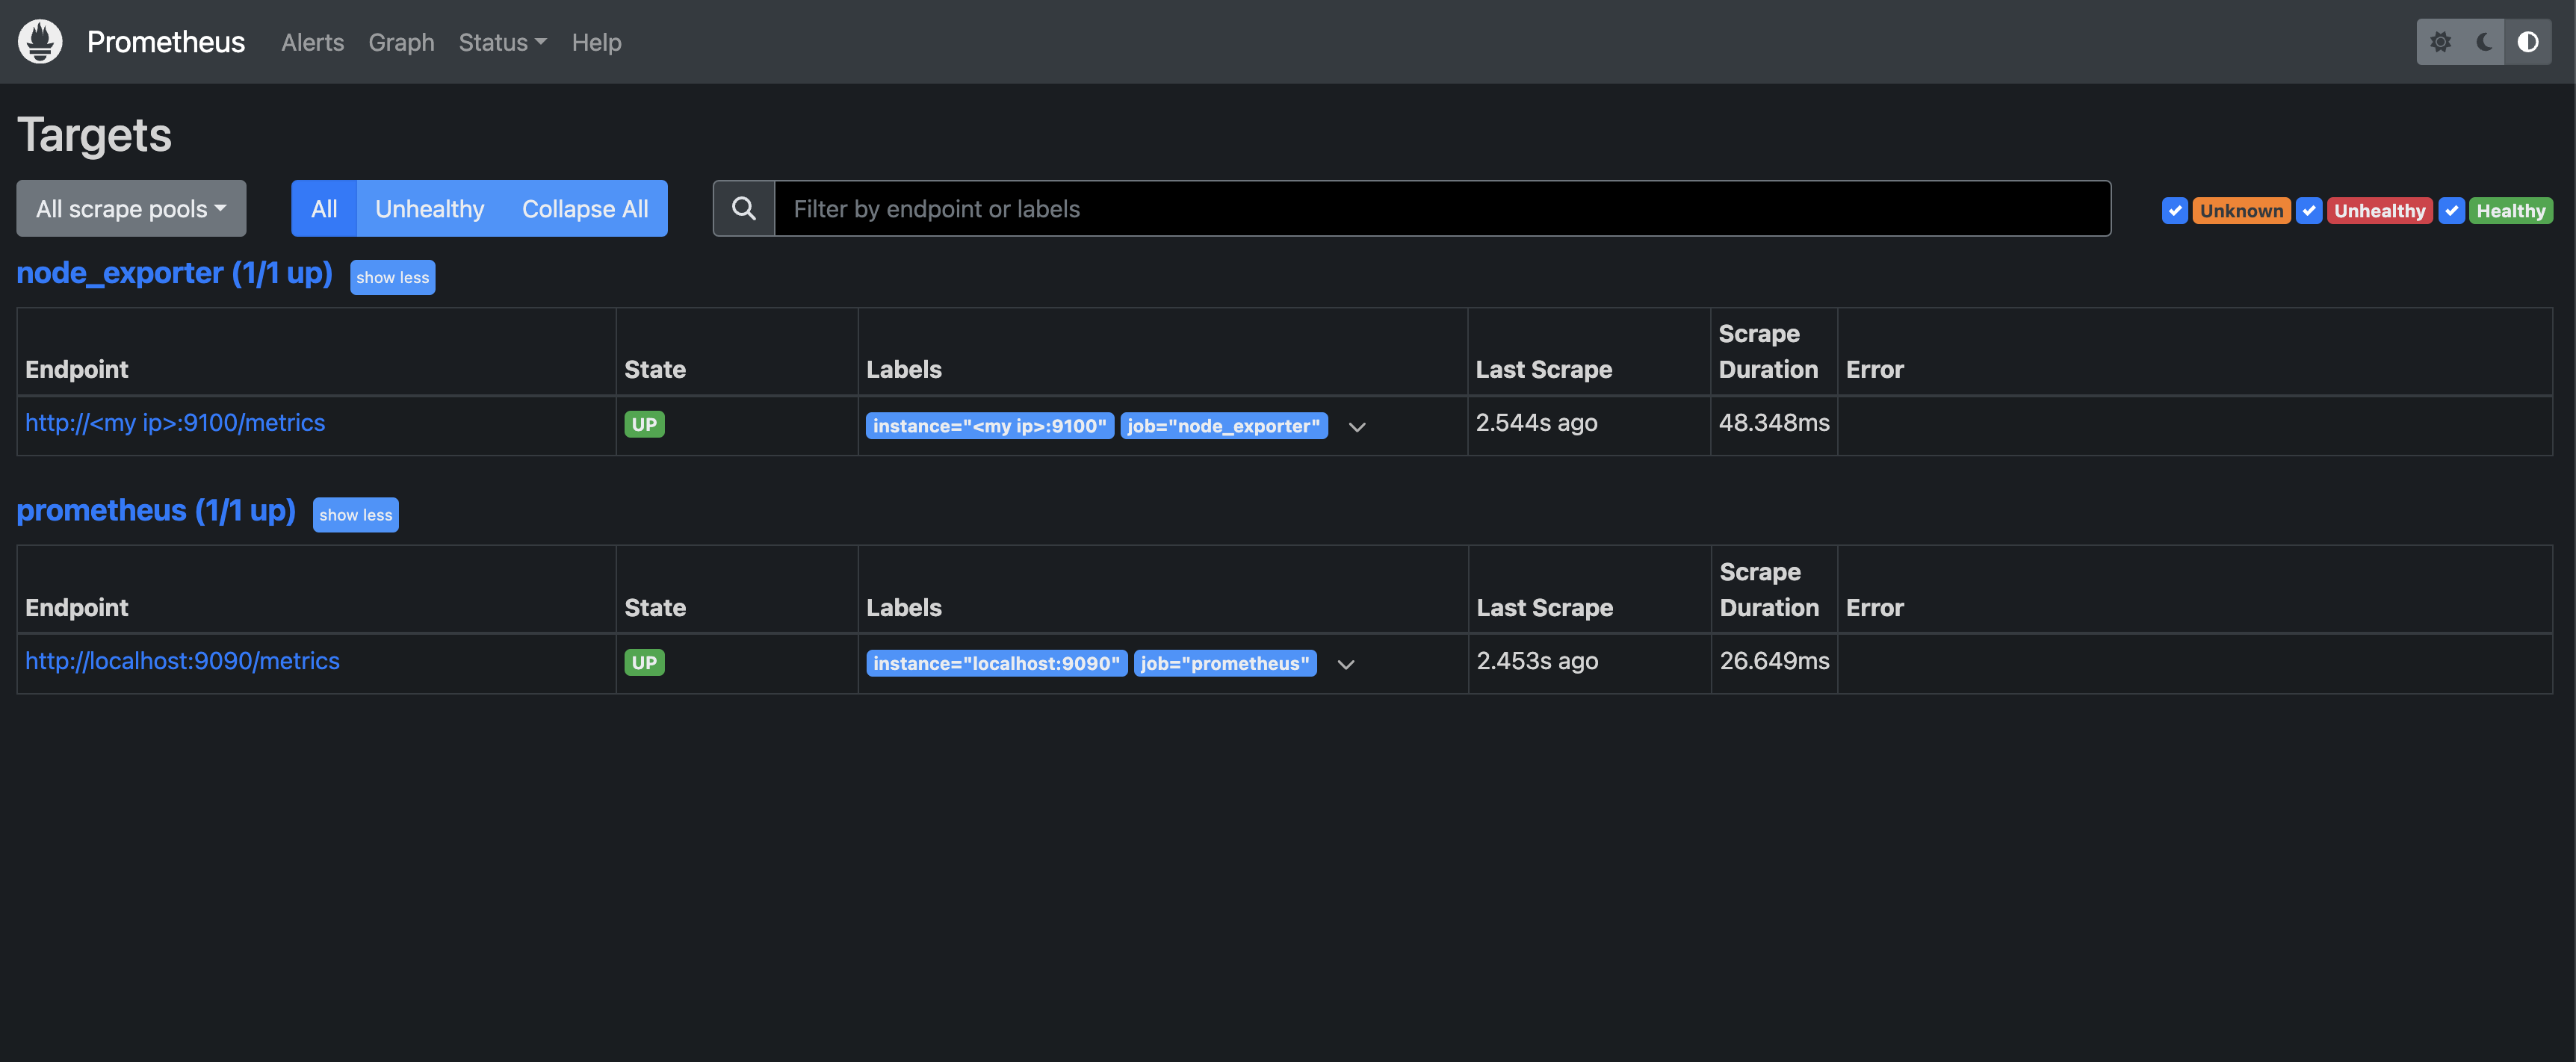 Prometheus Alerts Graph Status Help
Targets
All scrape pools All Unhealthy Collapse All Filter by endpoint or labels Unknown Unhealthy Healthy
node_exporter (1/1 up) show less
Endpoint State Labels Last Scrape Scrape Duration Error
http://<my ip>:9100/metrics UP instance="<my ip>:9100" job="node_exporter" 2.544s ago 48.348ms
prometheus (1/1 up) show less
Endpoint State Labels Last Scrape Scrape Duration Error
http://localhost:9090/metrics UP instance="localhost:9090" job="prometheus" 2.453s ago 26.649ms